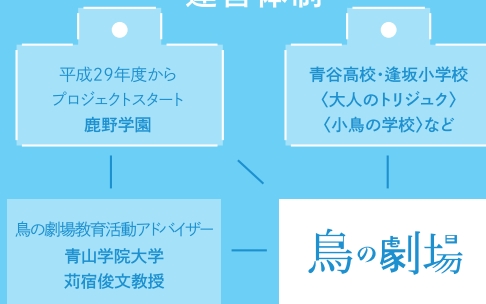 運営体制
平成29年度から
プロジェクトスタート
鹿野学園
青谷高校・逢坂小学校
〈大人のトリジュク〉
〈小鳥の学校〉など
鳥の劇場教育活動アドバイザー
青山学院大学
苅宿俊文教授
鳥の劇場